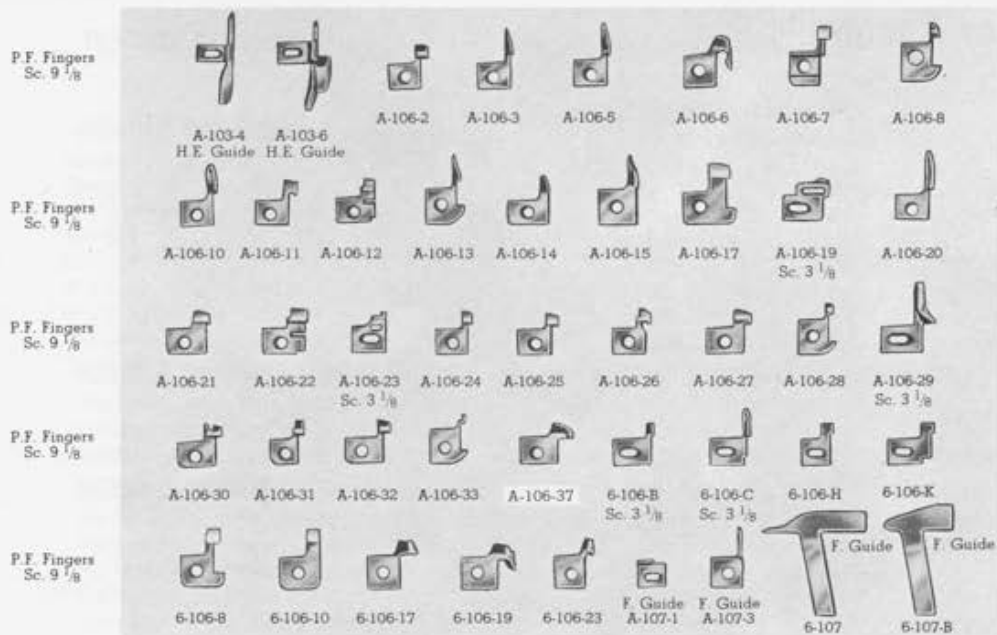 P.F. Fingers
Sc. 9 1/8
A-103-4
H.E. Guide
A-103-6
H.E. Guide
A-106-2
A-106-3
A-106-5
A-106-6
A-106-7
A-106-8
P.F. Fingers
Sc. 9 1/8
A-106-10
A-106-11
A-106-12
A-106-13
A-106-14
A-106-15
A-106-17
A-106-19
Sc. 3 1/8
A-106-20
P.F. Fingers
Sc. 9 1/8
A-106-21
A-106-22
A-106-23
Sc. 3 1/8
A-106-24
A-106-25
A-106-26
A-106-27
A-106-28
A-106-29
Sc. 3 1/8
P.F. Fingers
Sc. 9 1/8
A-106-30
A-106-31
A-106-32
A-106-33
A-106-37
6-106-B
Sc. 3 1/8
6-106-C
Sc. 3 1/8
6-106-H
6-106-K
P.F. Fingers
Sc. 9 1/8
6-106-8
6-106-10
6-106-17
6-106-19
6-106-23
F. Guide
A-107-1
F. Guide
A-107-3
F. Guide
6-107
F. Guide
6-107-B